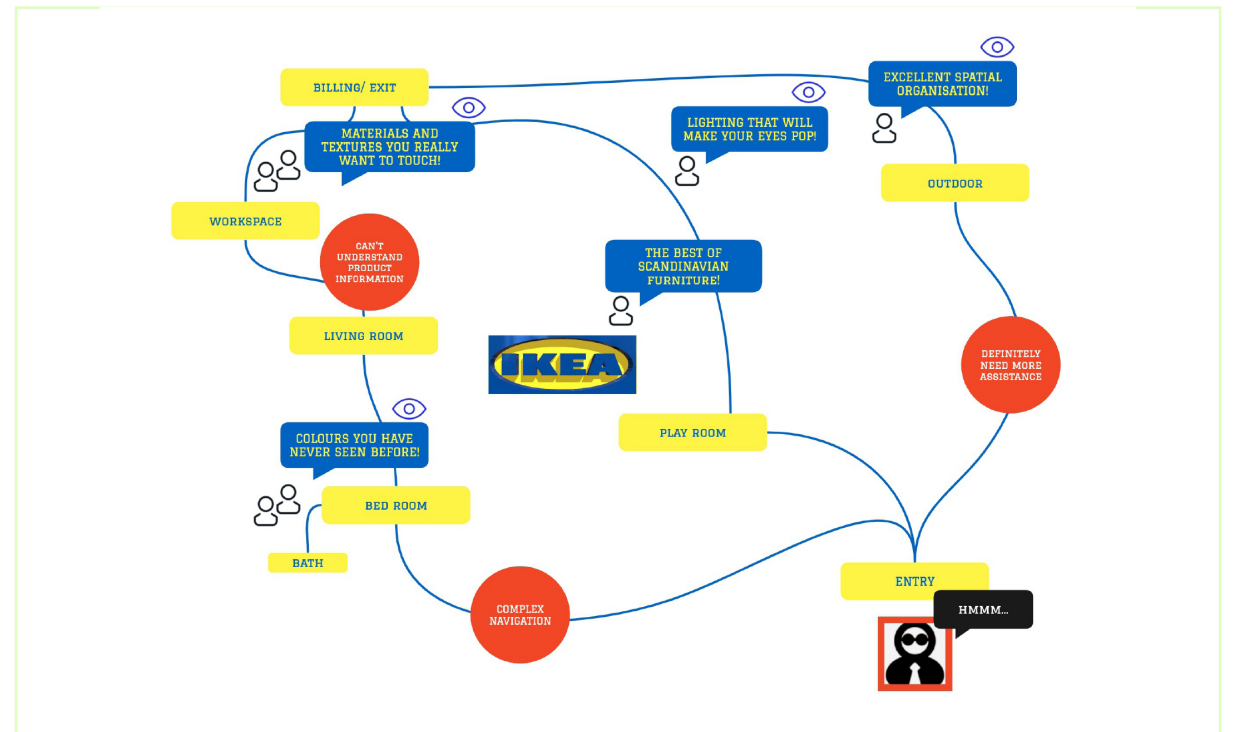 EXCELLENT SPATIAL
ORGANISATION!
BILLING/ EXIT
LIGHTING THAT WILL
MAKE YOUR EYES POP!
MATERIALS AND
TEXTURES YOU REALLY
WANT TO TOUCH!
OUTDOOR
WORKSPACE
CAN'T
UNDERSTAND
PRODUCT
INFORMATION
THE BEST OF
SCANDINAVIAN
FURNITURE!
LIVING ROOM
IKEA
DEFINITELY
NEED MORE
ASSISTANCE
PLAY ROOM
COLOURS YOU HAVE
NEVER SEEN BEFORE!
BED ROOM
BATH
ENTRY
COMPLEX
NAVIGATION
HMMM...